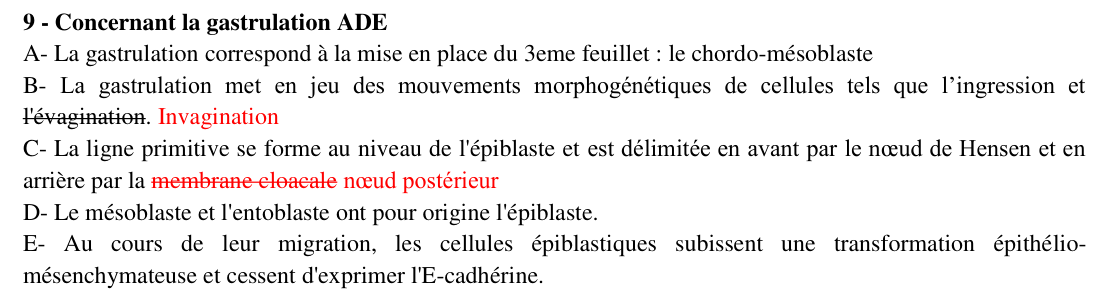 9 - Concernant la gastrulation ADE
A- La gastrulation correspond à la mise en place du 3eme feuillet : le chordo-mésoblaste
B- La gastrulation met en jeu des mouvements morphogénétiques de cellules tels que l’ingression et
l'évagination. Invagination
C- La ligne primitive se forme au niveau de l'épiblaste et est délimitée en avant par le nœud de Hensen et en
arrière par la membrane cloacale nœud postérieur
D- Le mésoblaste et l'entoblaste ont pour origine l'épiblaste.
E- Au cours de leur migration, les cellules épiblastiques subissent une transformation épithélio-
mésenchymateuse et cessent d'exprimer l'E-cadhérine.